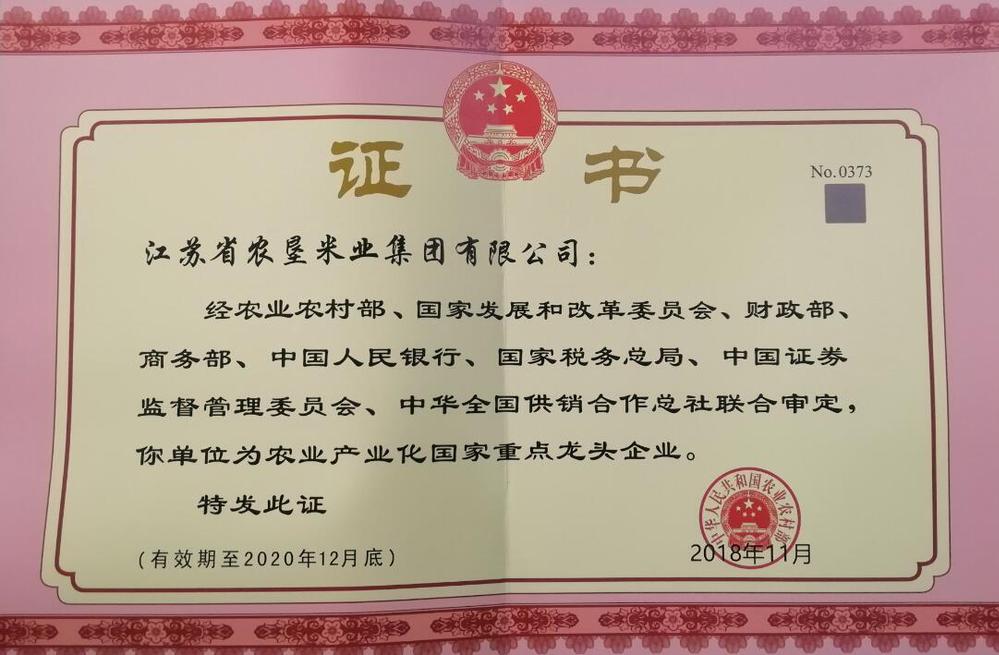 证书
No.0373
江苏省农垦米业集团有限公司：
经农业农村部、国家发展和改革委员会、财政部、
商务部、中国人民银行、国家税务总局、中国证券
监督管理委员会、中华全国供销合作总社联合审定，
你单位为农业产业化国家重点龙头企业。
特发此证
中华人民共和国农业农村部
2018年11月
(有效期至2020年12月底)